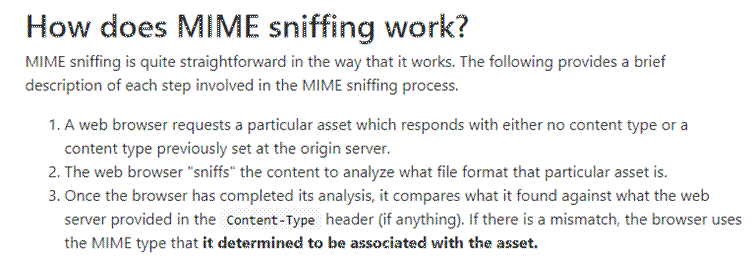 How does MIME sniffing work?
MIME sniffing is quite straightforward in the way that it works. The following provides a brief
description of each step involved in the MIME sniffing process.
1. A web browser requests a particular asset which responds with either no content type or a
content type previously set at the origin server.
2. The web browser "sniffs" the content to analyze what file format that particular asset is.
3. Once the browser has completed its analysis, it compares what it found against what the web
server provided in the Content-Type header (if anything). If there is a mismatch, the browser uses
the MIME type that it determined to be associated with the asset.